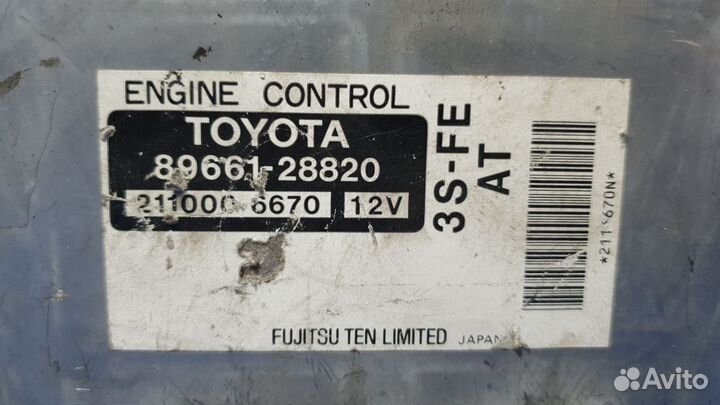 ENGINE CONTROL
TOYOTA
89661-28820
211000-6670 12V
3S-FE
AT
FUJITSU TEN LIMITED JAPAN
Avito